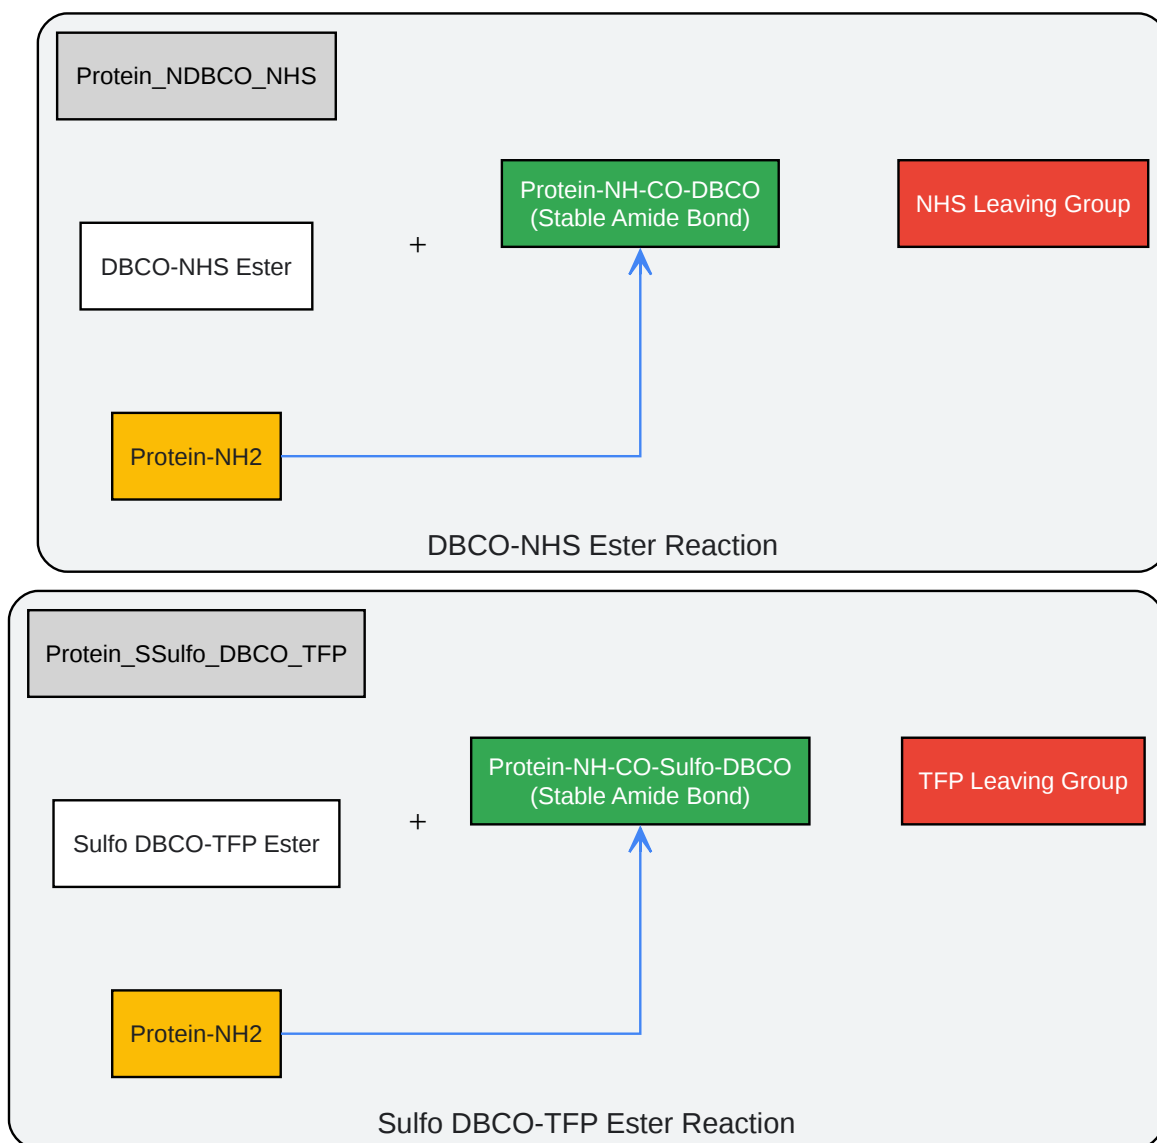 Protein_NDBCO_NHS
Protein-NH-CO-DBCO
(Stable Amide Bond)
NHS Leaving Group
DBCO-NHS Ester
+
Protein-NH2
DBCO-NHS Ester Reaction
Protein_SSulfo_DBCO_TFP
Protein-NH-CO-Sulfo-DBCO
(Stable Amide Bond)
TFP Leaving Group
Sulfo DBCO-TFP Ester
+
Protein-NH2
Sulfo DBCO-TFP Ester Reaction